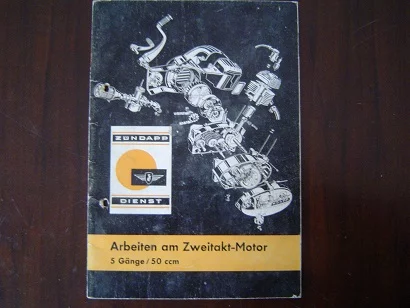 ZÜNDAPP
DIENST
Arbeiten am Zweitakt-Motor
5 Gänge/50 ccm